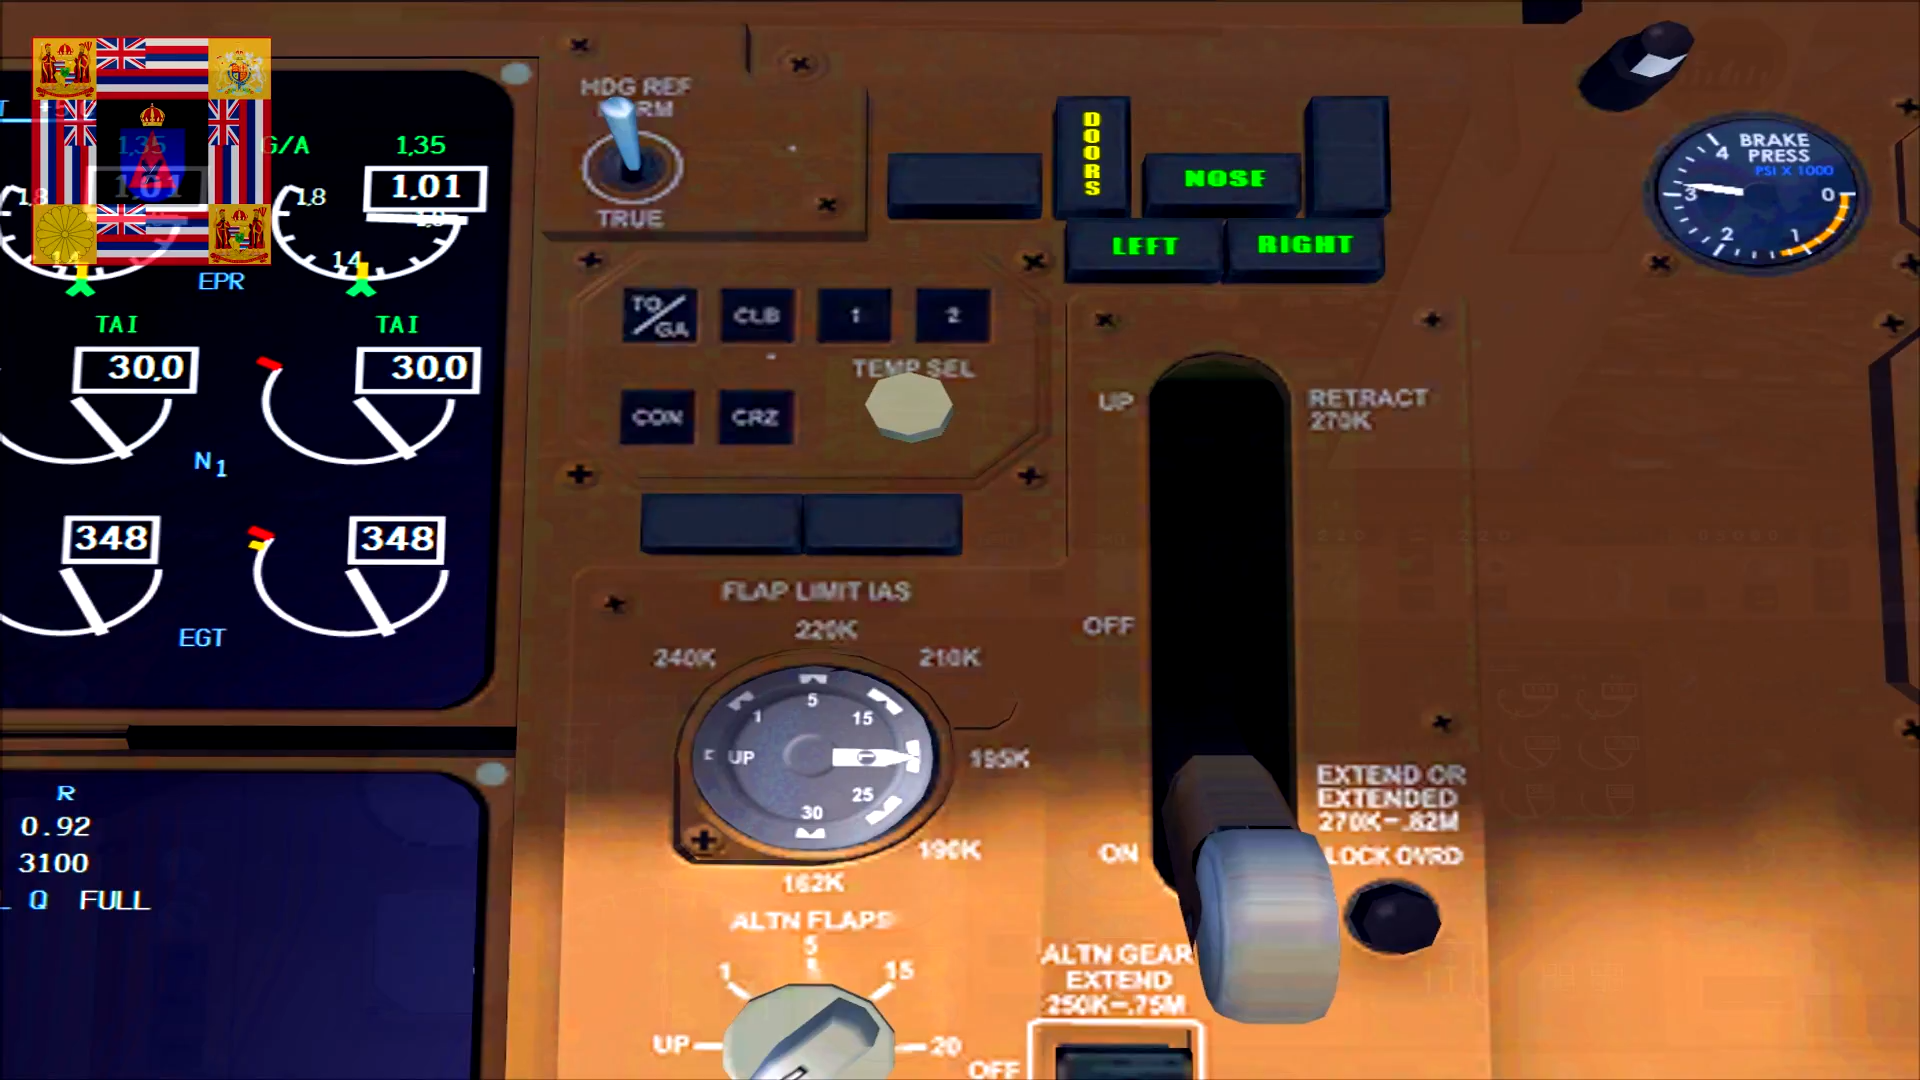 HDG REF
NORM
TRUE
G/A
1,35
1,35
1,01
1,01
1,8
1,8
1,0
14
14
EPR
TAI
TAI
30,0
30,0
N1
348
348
EGT
R
0.92
3100
L Q FULL
DOORS
NOSE
LEFT
RIGHT
BRAKE
PRESS
PSI X 1000
4
3
2
1
0
TO/GA
CLB
1
2
TEMP SEL
CON
CRZ
UP
RETRACT
270K
OFF
ON
EXTEND OR
EXTENDED
270K-.82M
LOCK OVRD
FLAP LIMIT IAS
220K
240K
210K
195K
190K
162K
UP
1
5
15
25
30
ALTN FLAPS
5
1
15
UP
20
ALTN GEAR
EXTEND
250K-.75M
OFF